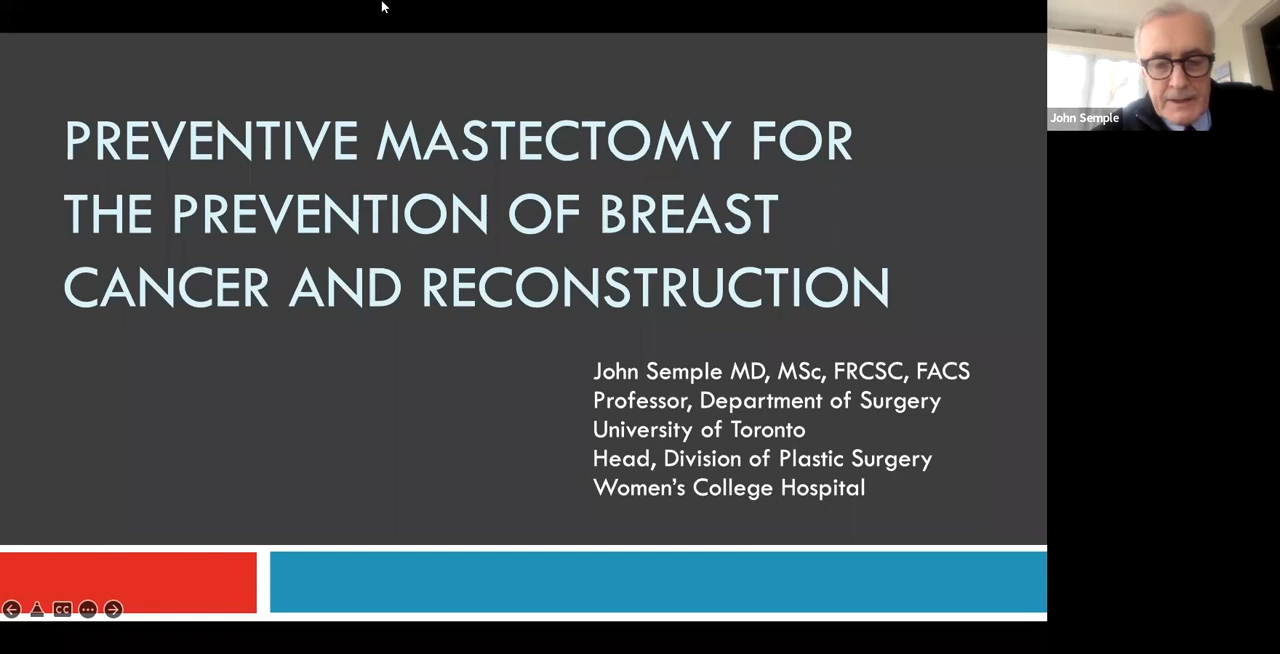 PREVENTIVE MASTECTOMY FOR
THE PREVENTION OF BREAST
CANCER AND RECONSTRUCTION
John Semple MD, MSc, FRCSC, FACS
Professor, Department of Surgery
University of Toronto
Head, Division of Plastic Surgery
Women's College Hospital
John Semple
CC